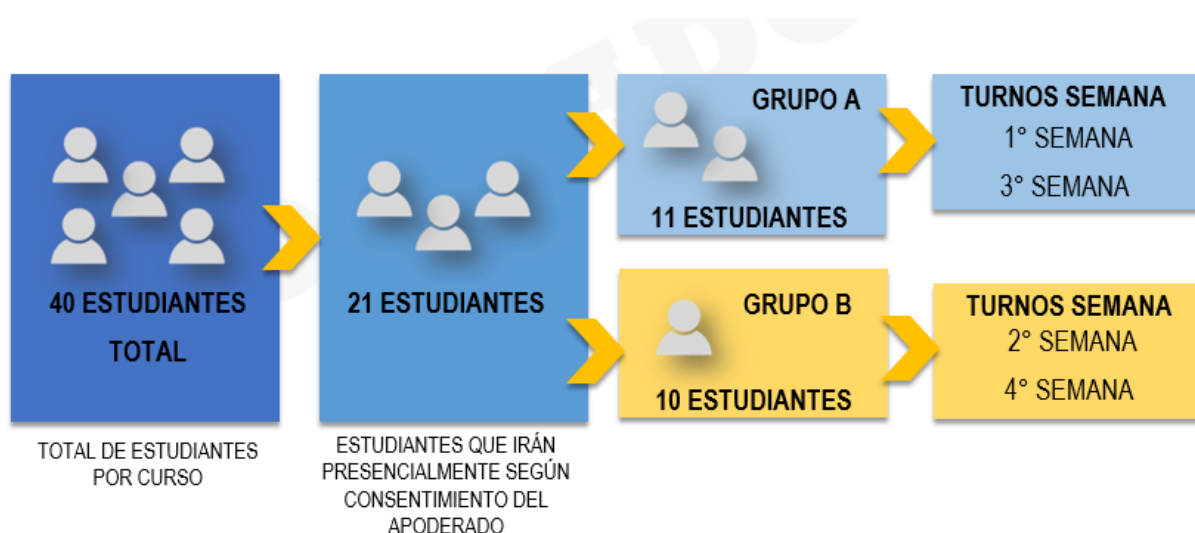 40 ESTUDIANTES
TOTAL
TOTAL DE ESTUDIANTES
POR CURSO
21 ESTUDIANTES
ESTUDIANTES QUE IRÁN
PRESENCIALMENTE SEGÚN
CONSENTIMIENTO DEL
APODERADO
GRUPO A
11 ESTUDIANTES
TURNOS SEMANA
1° SEMANA
3° SEMANA
GRUPO B
10 ESTUDIANTES
TURNOS SEMANA
2° SEMANA
4° SEMANA